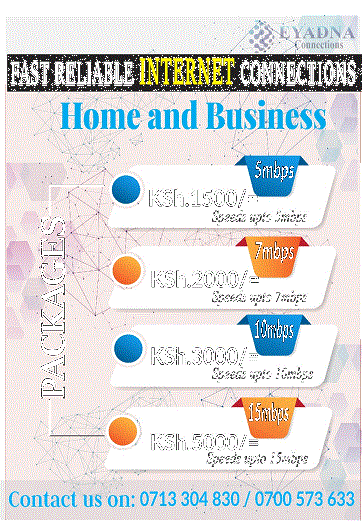 EYADNA
Connections
FAST RELIABLE INTERNET CONNECTIONS
Home and Business
PACKAGES
5mbps
KSh.1500/=
Speeds upto 5mbps
7mbps
KSh.2000/=
Speeds upto 7mbps
10mbps
KSh.3000/=
Speeds upto 10mbps
15mbps
KSh.5000/=
Speeds upto 15mbps
Contact us on: 0713 304 830 / 0700 573 633